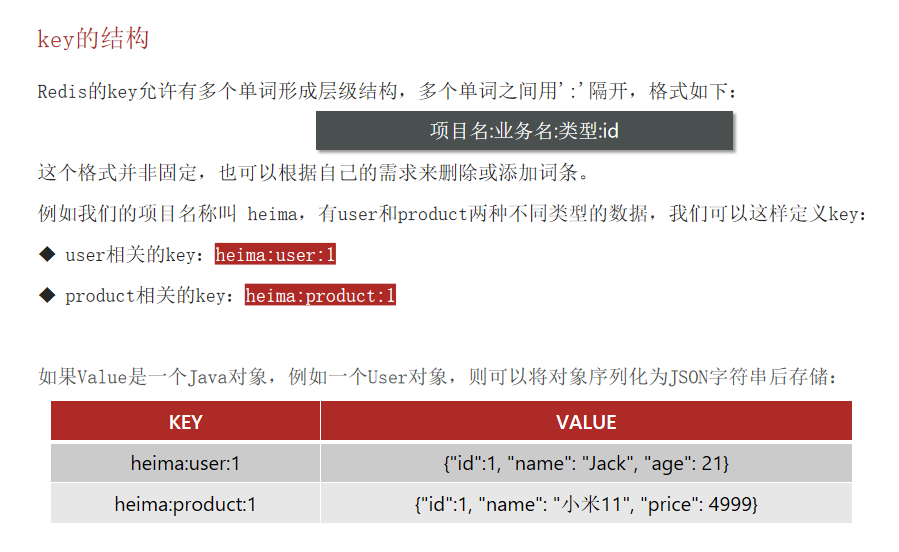 key的结构
Redis的key允许有多个单词形成层级结构，多个单词之间用':'隔开，格式如下：
项目名:业务名:类型:id
这个格式并非固定，也可以根据自己的需求来删除或添加词条。
例如我们的项目名称叫 heima，有user和product两种不同类型的数据，我们可以这样定义key：
◆ user相关的key：heima:user:1
◆ product相关的key：heima:product:1
如果Value是一个Java对象，例如一个User对象，则可以将对象序列化为JSON字符串后存储：
KEY VALUE
heima:user:1 {"id":1, "name": "Jack", "age": 21}
heima:product:1 {"id":1, "name": "小米11", "price": 4999}